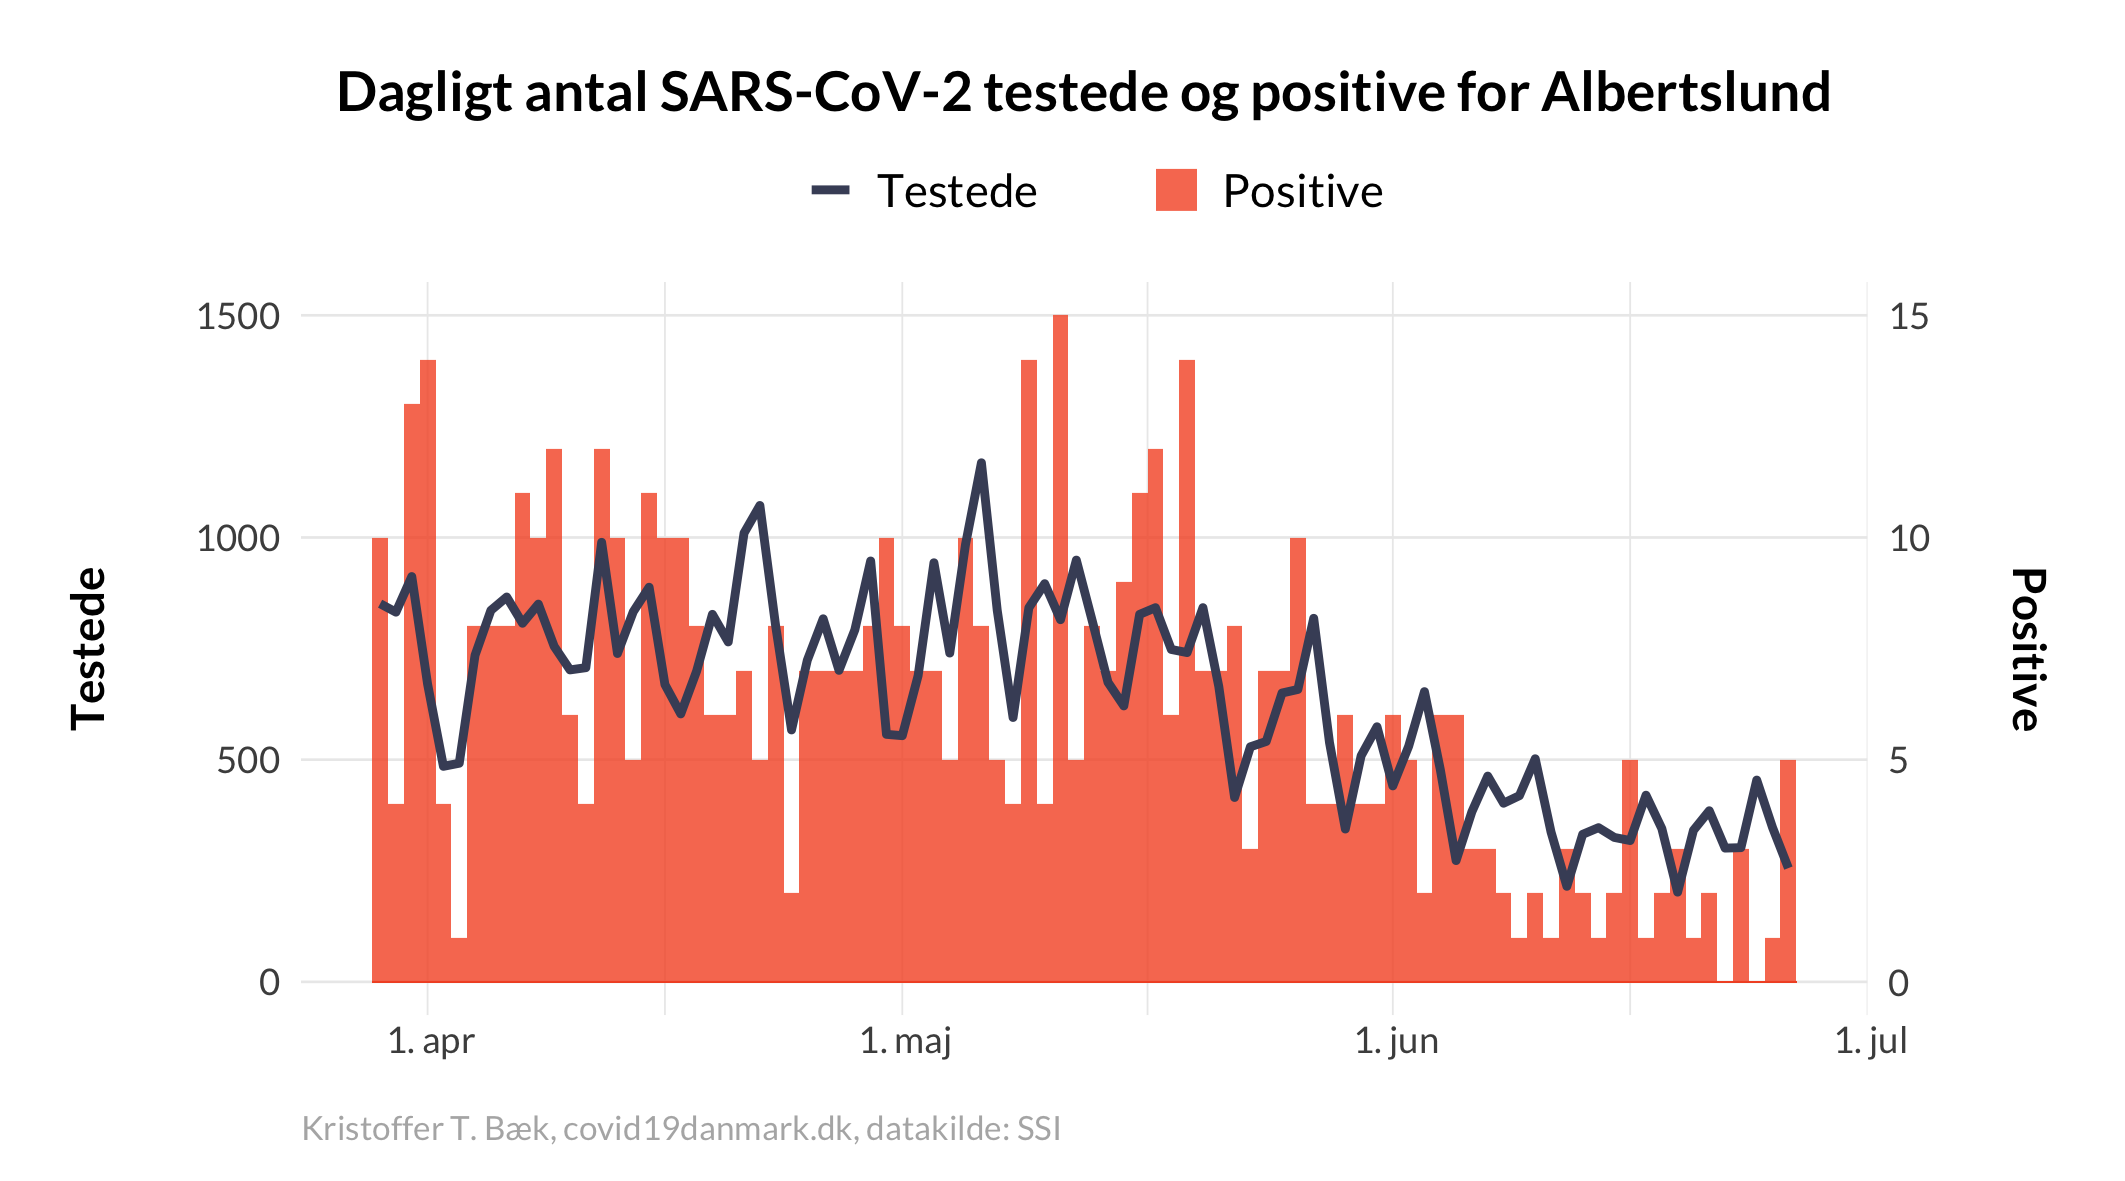 Dagligt antal SARS-CoV-2 testede og positive for Albertslund
Testede
Positive
1500
1000
500
0
Testede
15
10
5
0
Positive
1. apr
1. maj
1. jun
1. jul
Kristoffer T. Bæk, covid19danmark.dk, datakilde: SSI